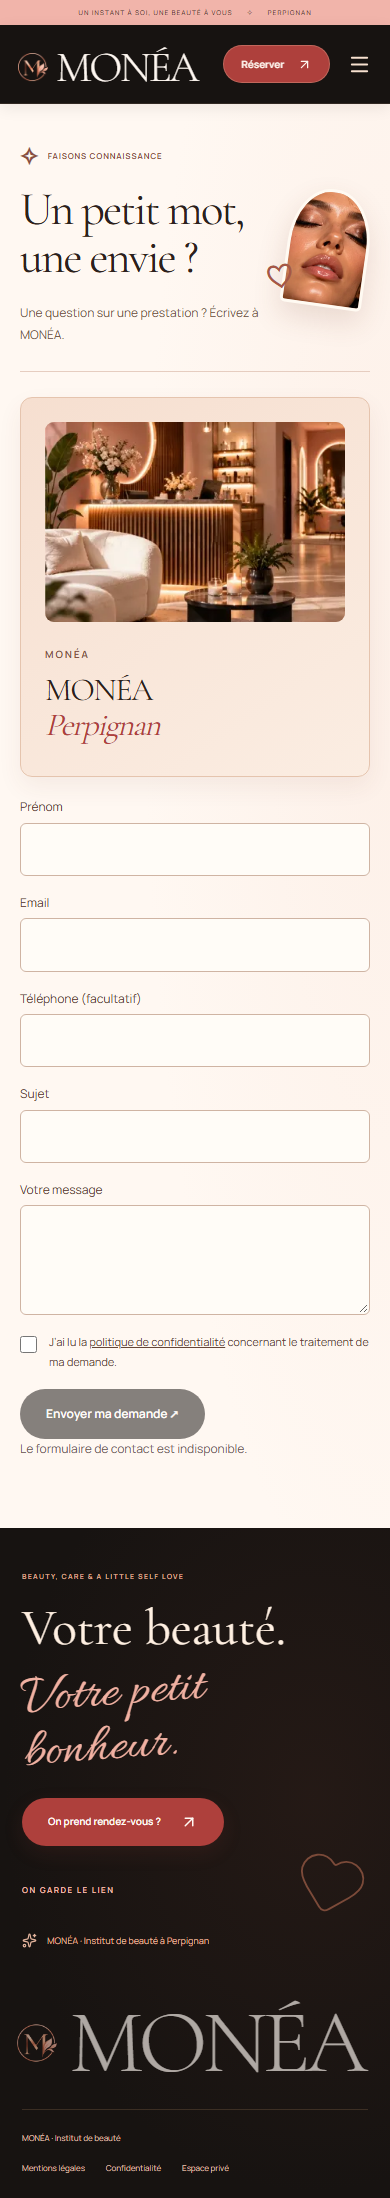 UN INSTANT À SOI, UNE BEAUTÉ À VOUS ✧ PERPIGNAN
MONÉA
Réserver
FAISONS CONNAISSANCE
Un petit mot,
une envie ?
Une question sur une prestation ? Écrivez à
MONÉA.
MONÉA
MONÉA
Perpignan
Prénom
Email
Téléphone (facultatif)
Sujet
Votre message
J'ai lu la politique de confidentialité concernant le traitement de
ma demande.
Envoyer ma demande ↗
Le formulaire de contact est indisponible.
BEAUTY, CARE & A LITTLE SELF LOVE
Votre beauté.
Votre petit
bonheur.
On prend rendez-vous ?
ON GARDE LE LIEN
MONÉA · Institut de beauté à Perpignan
MONÉA
MONÉA · Institut de beauté
Mentions légales Confidentialité Espace privé